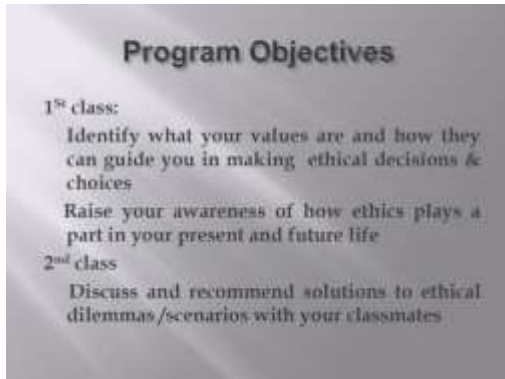 Program Objectives
1st class:
Identify what your values are and how they
can guide you in making ethical decisions &
choices
Raise your awareness of how ethics plays a
part in your present and future life
2nd class
Discuss and recommend solutions to ethical
dilemmas/scenarios with your classmates